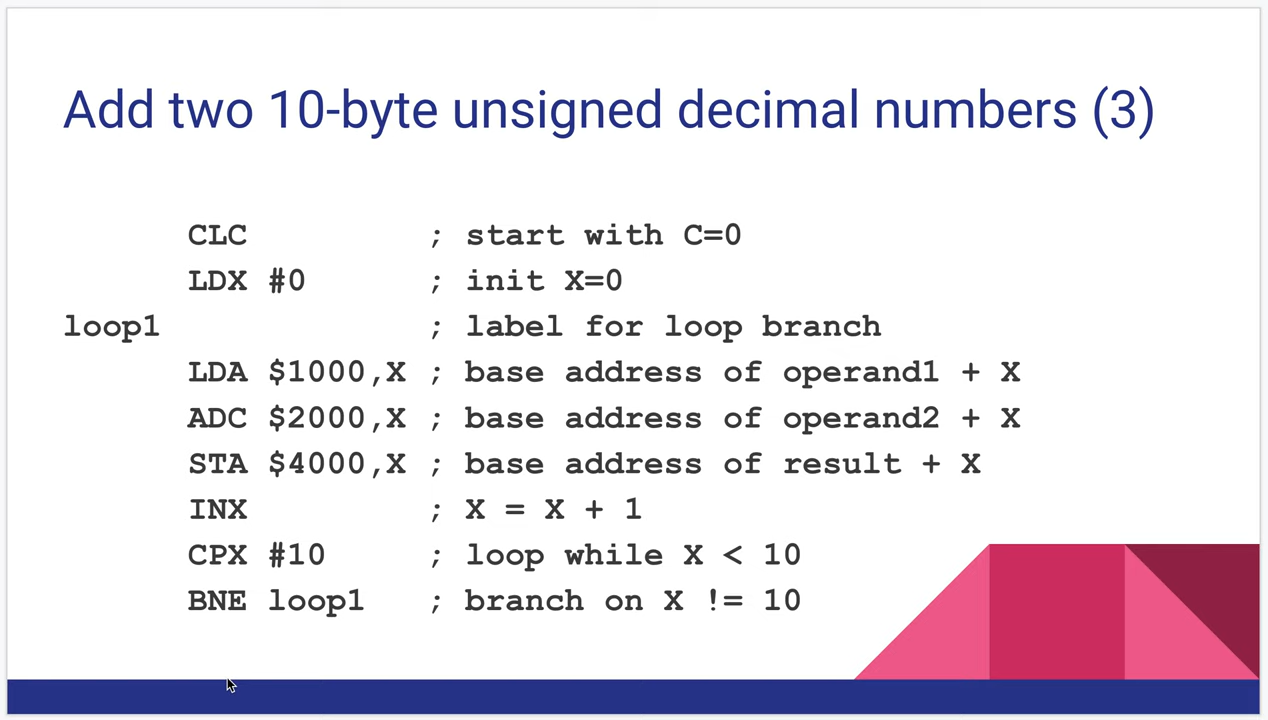 Add two 10-byte unsigned decimal numbers (3)
CLC ; start with C=0
LDX #0 ; init X=0
loop1 ; label for loop branch
LDA $1000,X ; base address of operand1 + X
ADC $2000,X ; base address of operand2 + X
STA $4000,X ; base address of result + X
INX ; X = X + 1
CPX #10 ; loop while X < 10
BNE loop1 ; branch on X != 10